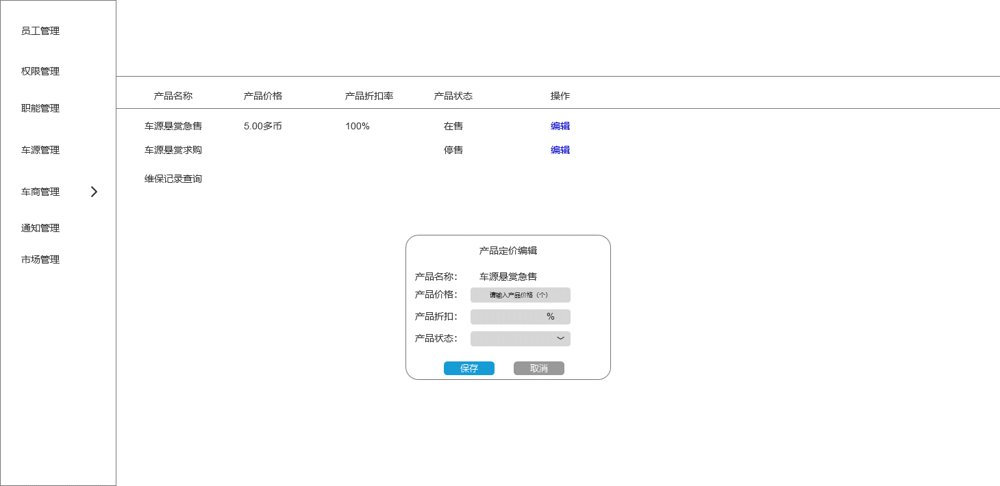 员工管理
权限管理
职能管理
车源管理
车商管理
通知管理
市场管理
产品名称 产品价格 产品折扣率 产品状态 操作
车源悬赏急售 5.00多币 100% 在售 编辑
车源悬赏求购 停售 编辑
维保记录查询
产品定价编辑
产品名称： 车源悬赏急售
产品价格： 请输入产品价格（个）
产品折扣： %
产品状态：
保存 取消